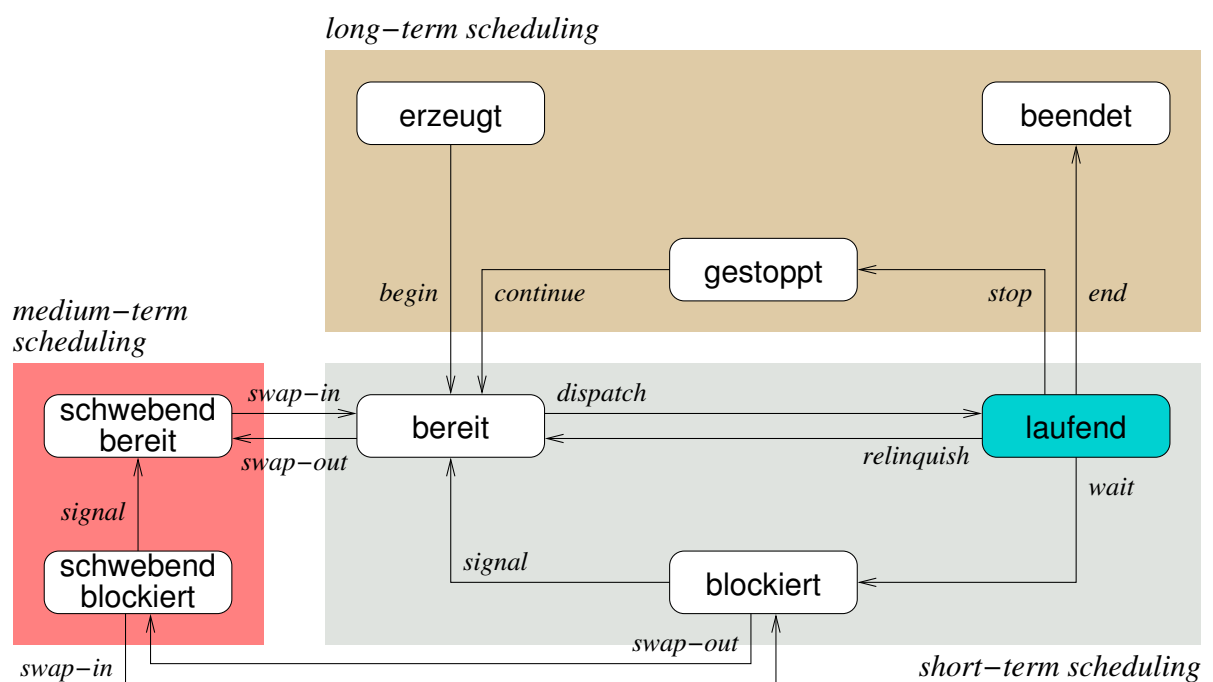 long−term scheduling
erzeugt
beendet
gestoppt
begin
continue
stop
end
medium−term
scheduling
swap−in
dispatch
schwebend
bereit
bereit
laufend
swap−out
relinquish
wait
signal
signal
schwebend
blockiert
blockiert
swap−out
swap−in
short−term scheduling